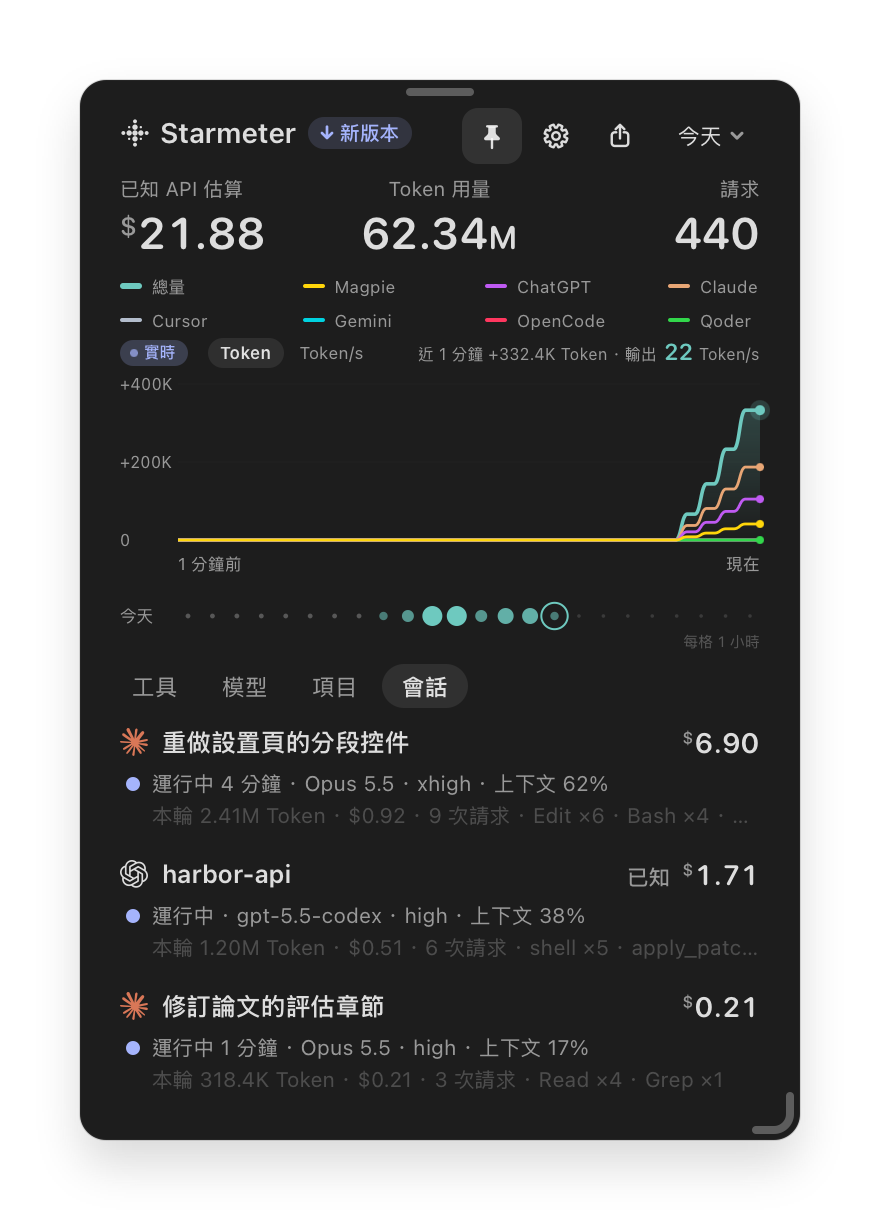 Starmeter 新版本 今天
已知 API 估算 Token 用量 請求
$21.88 62.34M 440
總量 Magpie ChatGPT Claude
Cursor Gemini OpenCode Qoder
實時 Token Token/s 近 1 分鐘 +332.4K Token · 輸出 22 Token/s
+400K
+200K
0
1 分鐘前 現在
今天
每格 1 小時
工具 模型 項目 會話
重做設置頁的分段控件 $6.90
運行中 4 分鐘 · Opus 5.5 · xhigh · 上下文 62%
本輪 2.41M Token · $0.92 · 9 次請求 · Edit ×6 · Bash ×4 · ...
harbor-api 已知 $1.71
運行中 · gpt-5.5-codex · high · 上下文 38%
本輪 1.20M Token · $0.51 · 6 次請求 · shell ×5 · apply_patc...
修訂論文的評估章節 $0.21
運行中 1 分鐘 · Opus 5.5 · high · 上下文 17%
本輪 318.4K Token · $0.21 · 3 次請求 · Read ×4 · Grep ×1